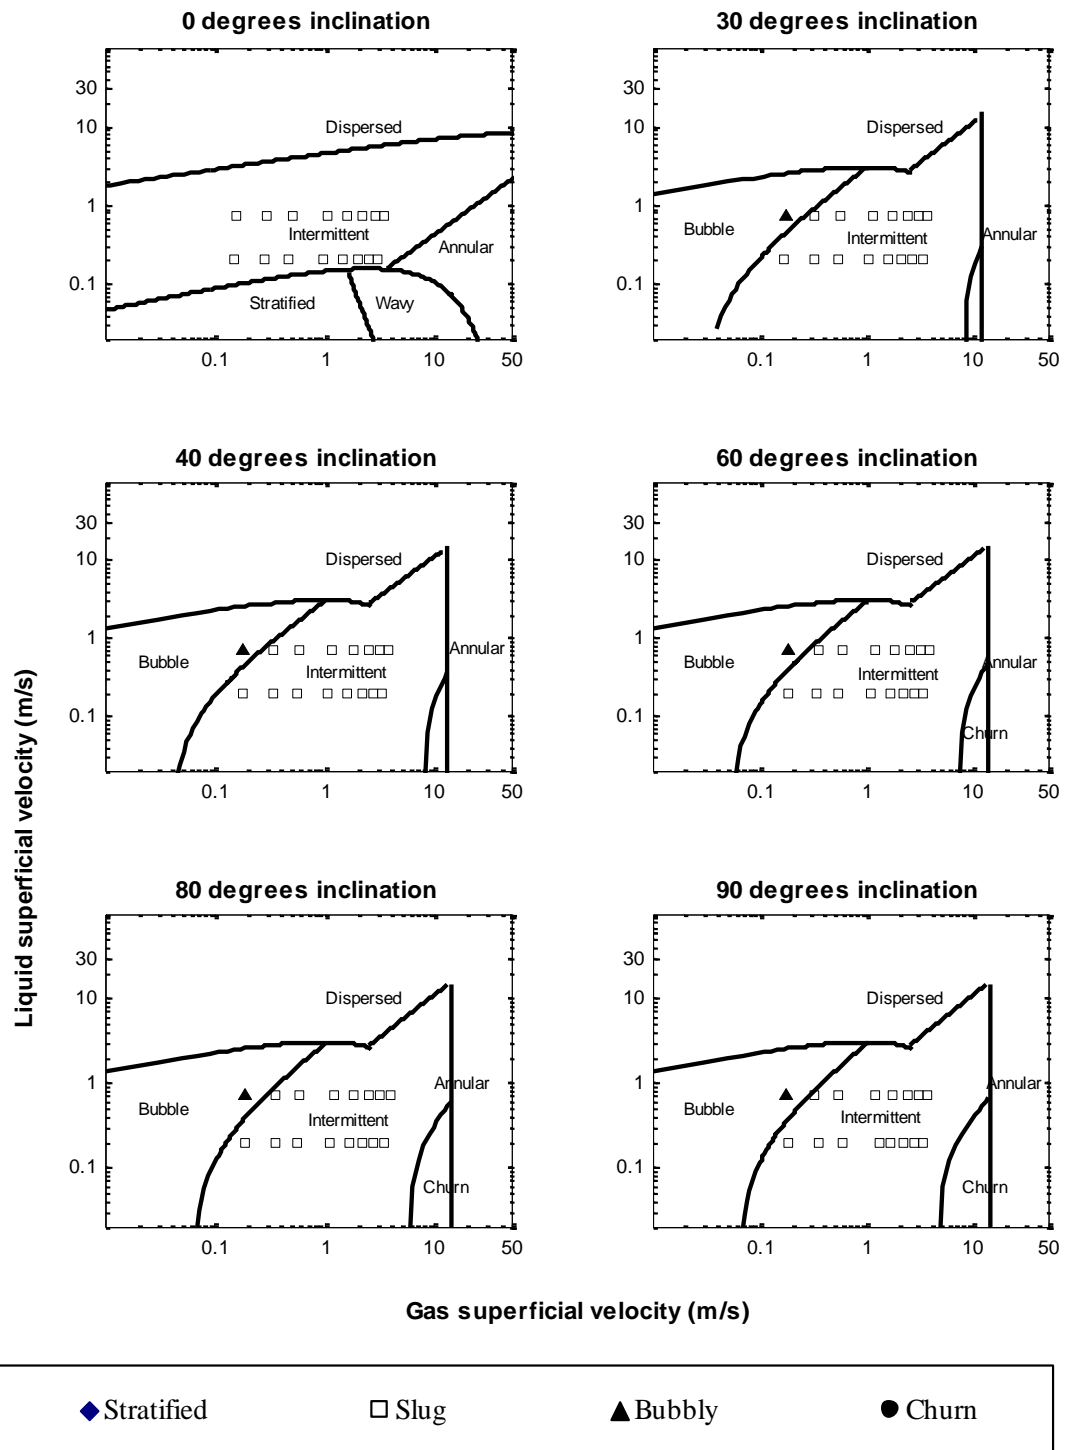 0 degrees inclination
30
10
1
0.1
Dispersed
Intermittent
Annular
Stratified
Wavy
0.1
1
10
50
30 degrees inclination
30
10
1
0.1
Dispersed
Bubble
Intermittent
Annular
0.1
1
10
50
40 degrees inclination
30
10
1
0.1
Dispersed
Bubble
Intermittent
Annular
0.1
1
10
50
60 degrees inclination
30
10
1
0.1
Dispersed
Bubble
Intermittent
Annular
Churn
0.1
1
10
50
Liquid superficial velocity (m/s)
80 degrees inclination
30
10
1
0.1
Dispersed
Bubble
Intermittent
Annular
Churn
0.1
1
10
50
90 degrees inclination
30
10
1
0.1
Dispersed
Bubble
Intermittent
Annular
Churn
0.1
1
10
50
Gas superficial velocity (m/s)
Stratified
Slug
Bubbly
Churn